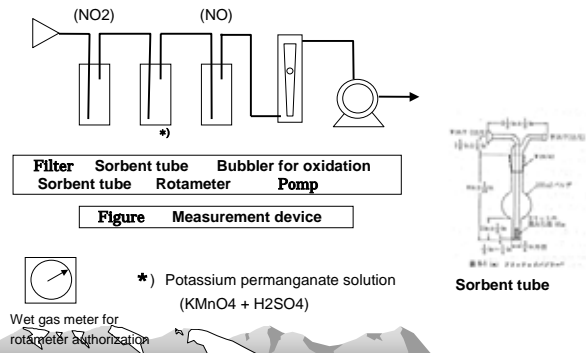 (NO2) (NO)
*)
Filter Sorbent tube Bubbler for oxidation
Sorbent tube Rotameter Pomp
Figure Measurement device
*) Potassium permanganate solution
(KMnO4 + H2SO4)
Sorbent tube
Wet gas meter for
rotameter authorization